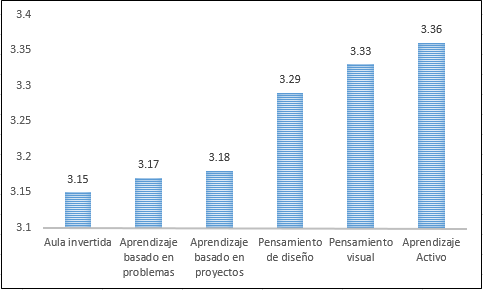 3.4
3.35
3.3
3.25
3.2
3.15
3.1
3.15
3.17
3.18
3.29
3.33
3.36
Aula invertida
Aprendizaje
basado en
problemas
Aprendizaje
basado en
proyectos
Pensamiento
de diseño
Pensamiento
visual
Aprendizaje
Activo